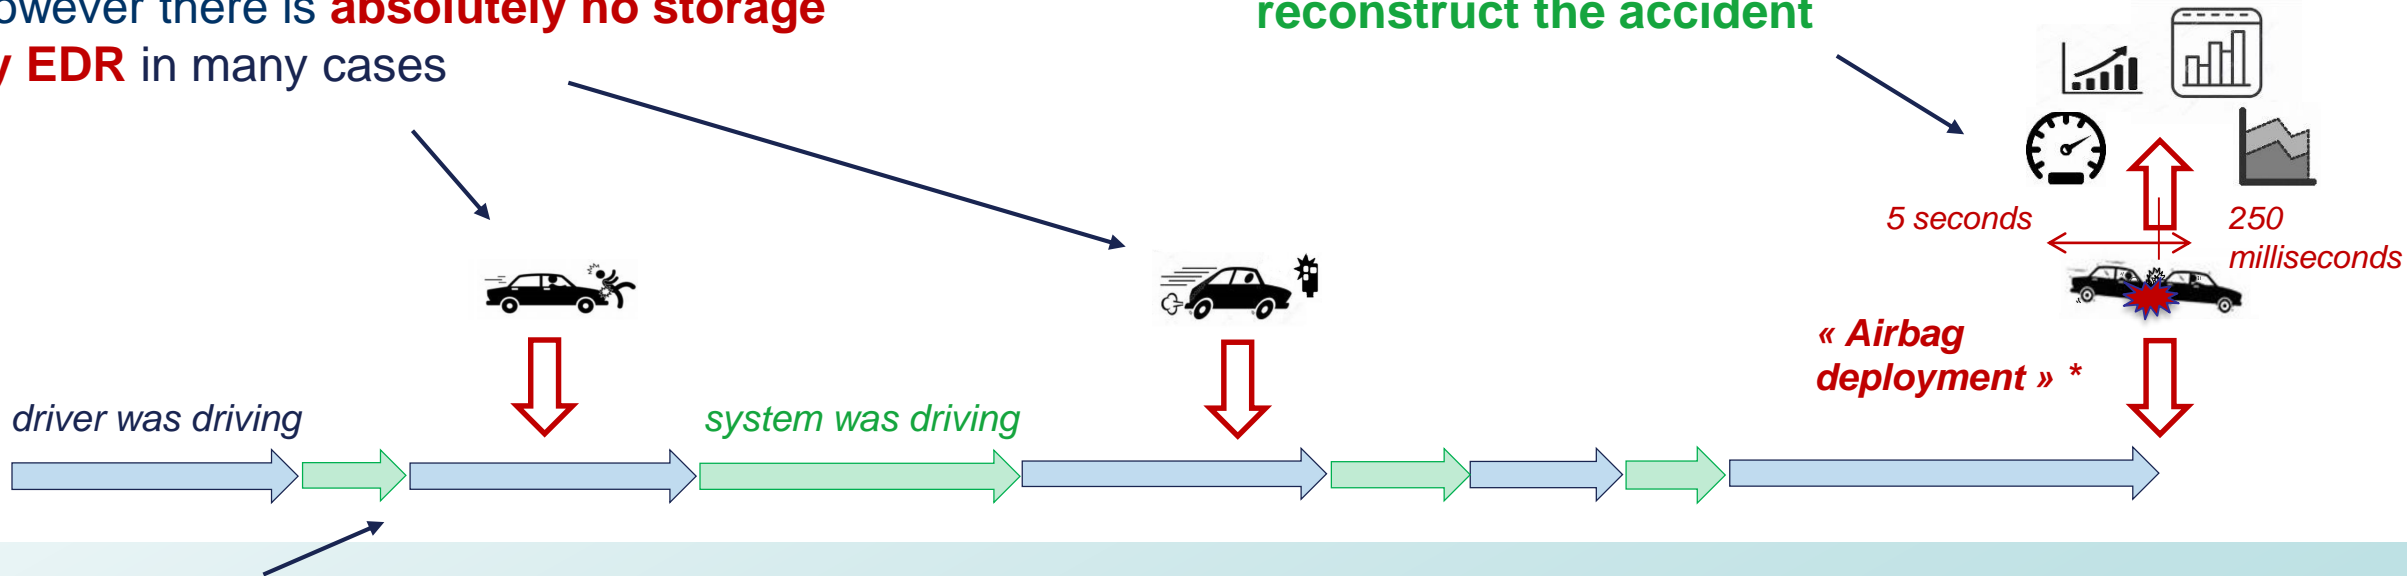 owever there is absolutely no storage
y EDR in many cases
reconstruct the accident
5 seconds
250
milliseconds
« Airbag
deployment » *
driver was driving
system was driving